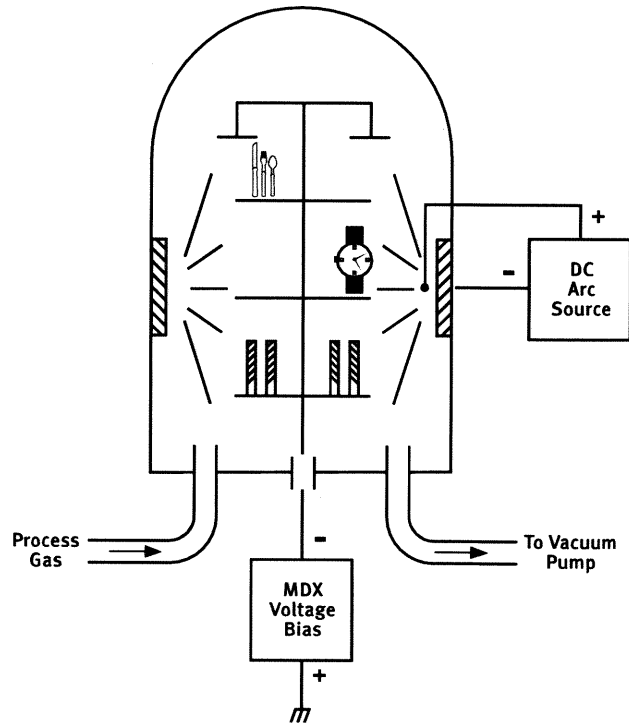 +
-
DC
Arc
Source
Process
Gas
To Vacuum
Pump
-
MDX
Voltage
Bias
+